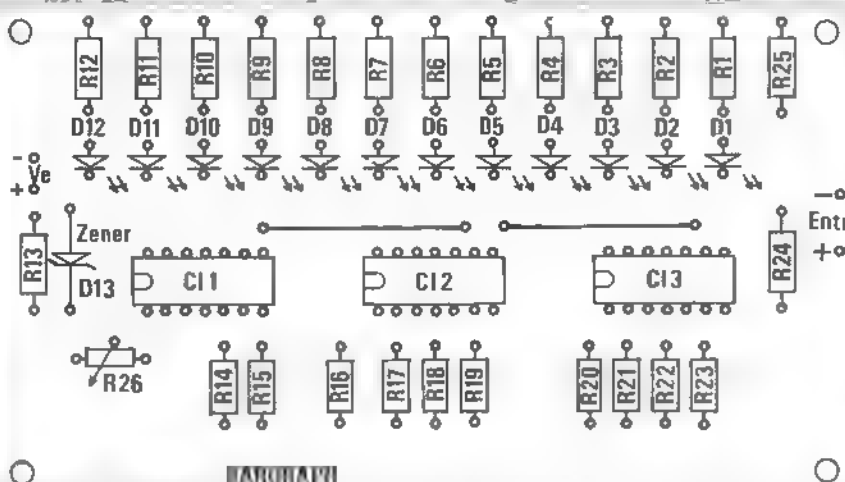 R12 R11 R10 R9 R8 R7 R6 R5 R4 R3 R2 R1 R25
D12 D11 D10 D9 D8 D7 D6 D5 D4 D3 D2 D1
- Ve +
- Entr +
R13 Zener D13
CI1 CI2 CI3
R24
R26
R14 R15 R16 R17 R18 R19 R20 R21 R22 R23